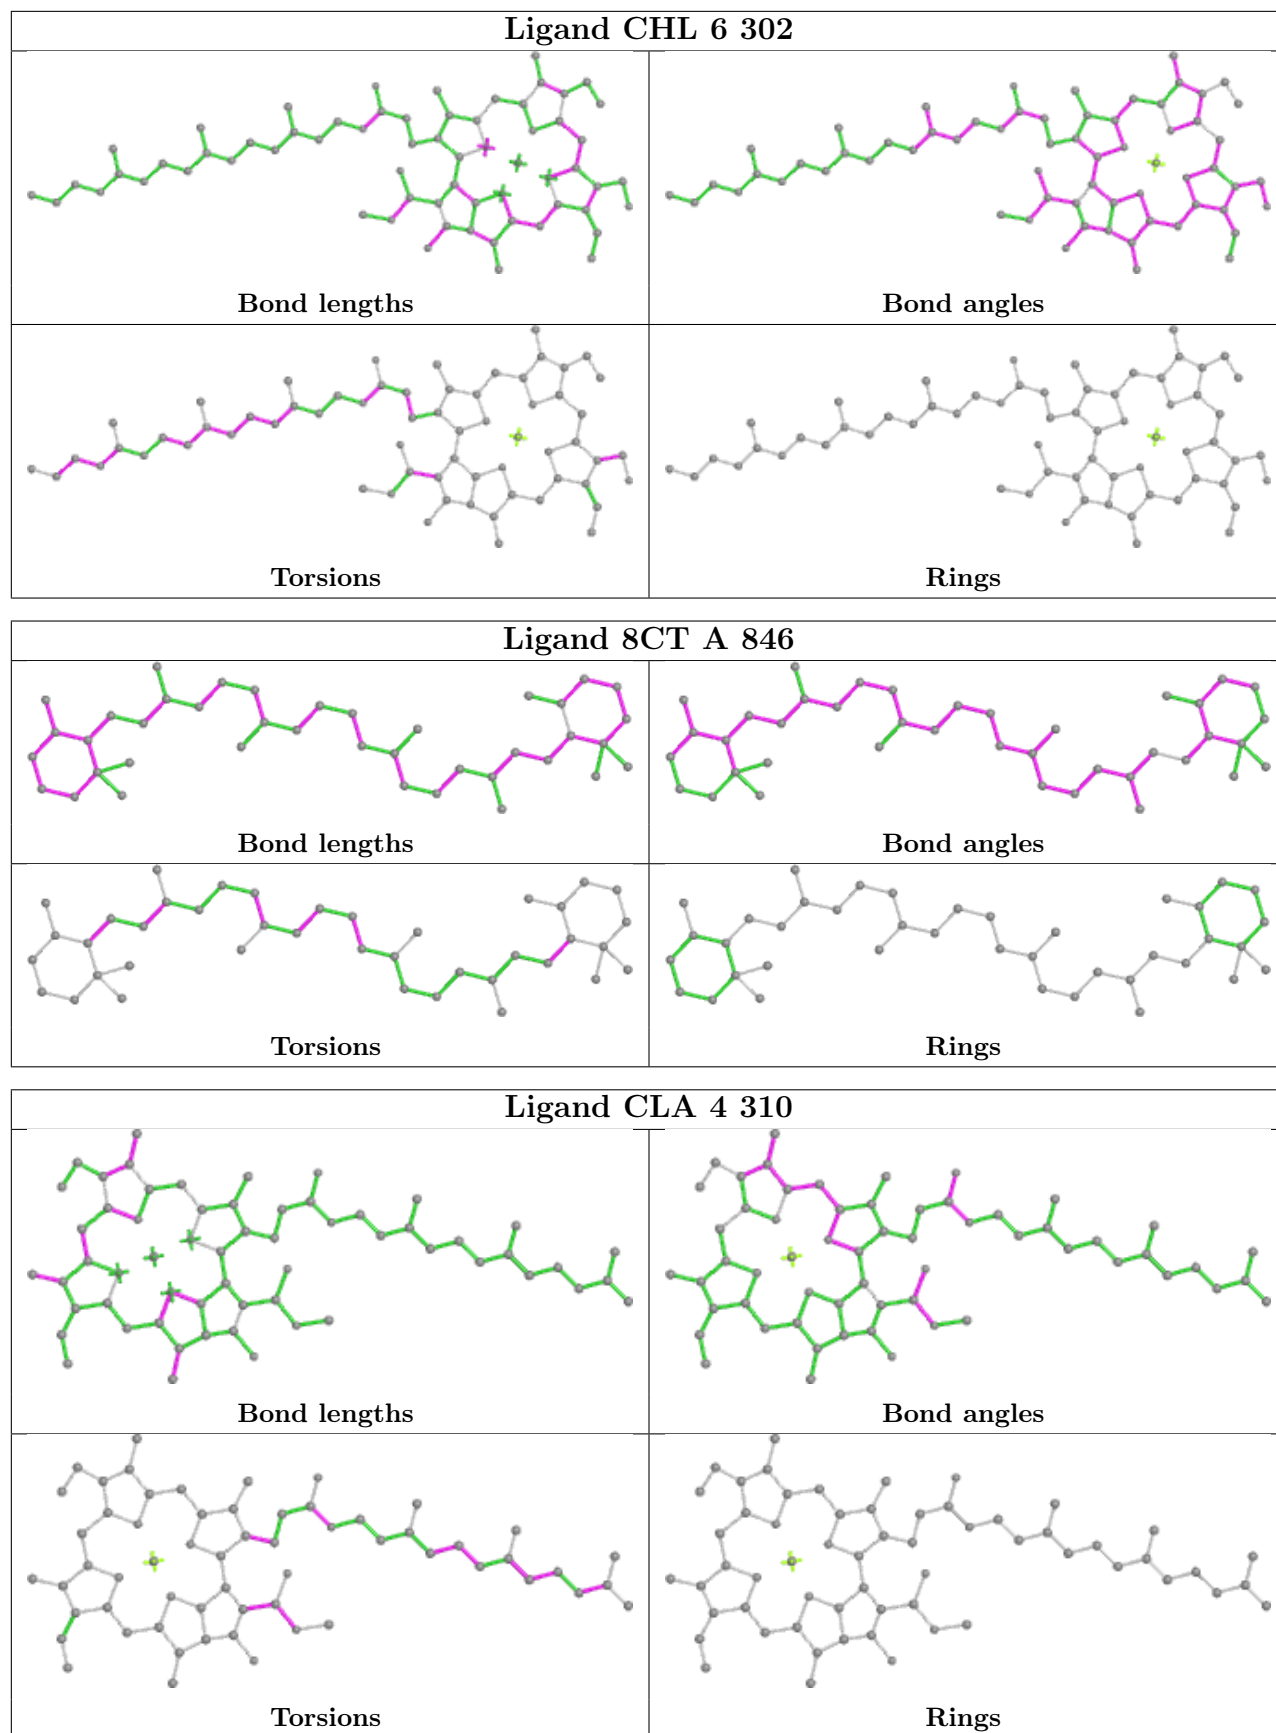 Ligand CHL 6 302
Bond lengths
Bond angles
Torsions
Rings
Ligand 8CT A 846
Bond lengths
Bond angles
Torsions
Rings
Ligand CLA 4 310
Bond lengths
Bond angles
Torsions
Rings